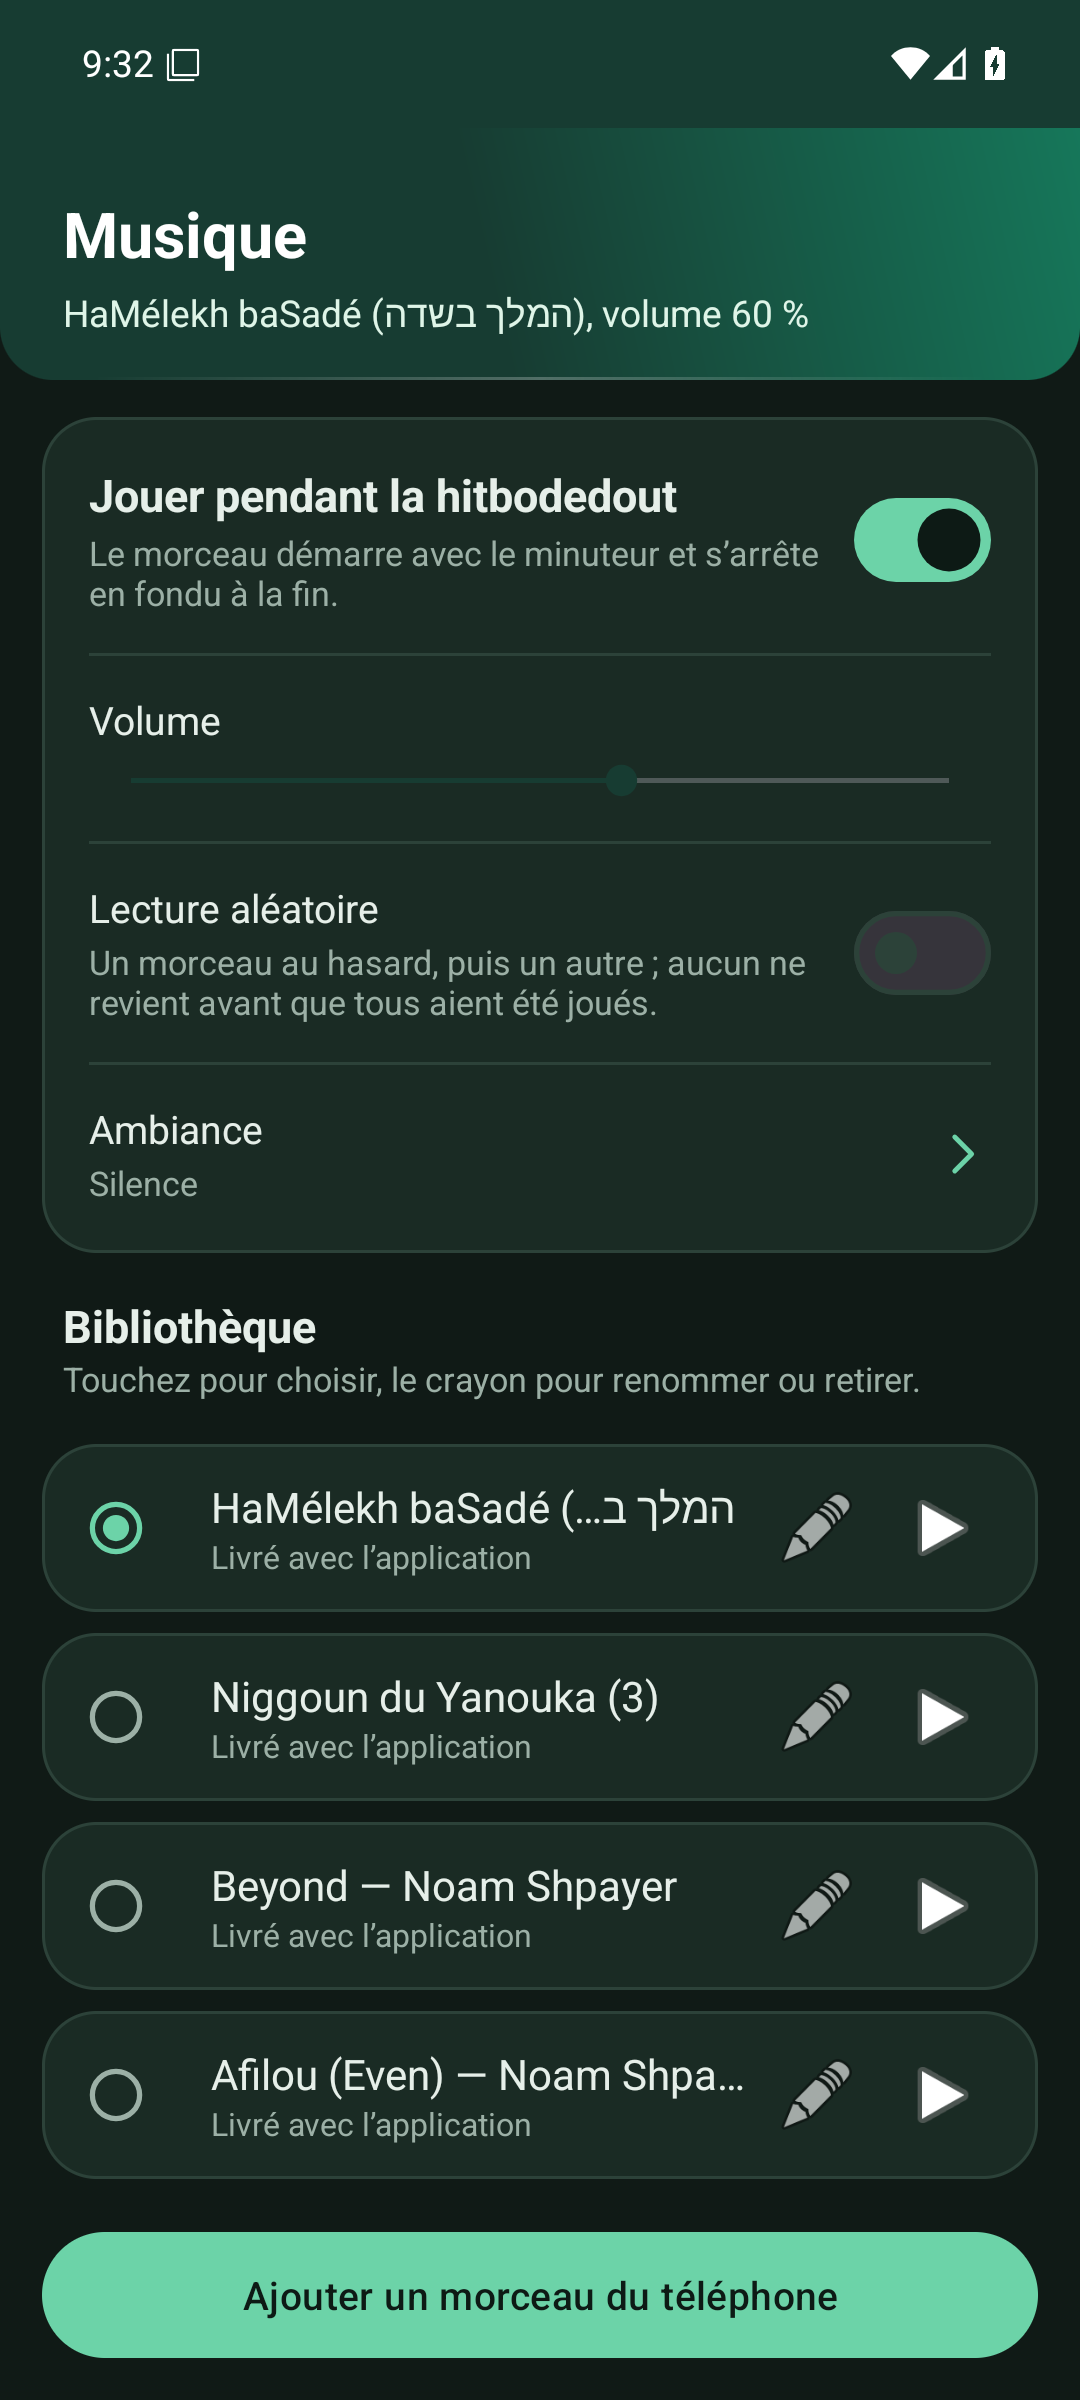 9:32
Musique
HaMélekh baSadé (המלך בשדה), volume 60 %
Jouer pendant la hitbodedout
Le morceau démarre avec le minuteur et s’arrête
en fondu à la fin.
Volume
Lecture aléatoire
Un morceau au hasard, puis un autre ; aucun ne
revient avant que tous aient été joués.
Ambiance
Silence
Bibliothèque
Touchez pour choisir, le crayon pour renommer ou retirer.
HaMélekh baSadé (המלך ב…
Livré avec l’application
Niggoun du Yanouka (3)
Livré avec l’application
Beyond — Noam Shpayer
Livré avec l’application
Afilou (Even) — Noam Shpa…
Livré avec l’application
Ajouter un morceau du téléphone